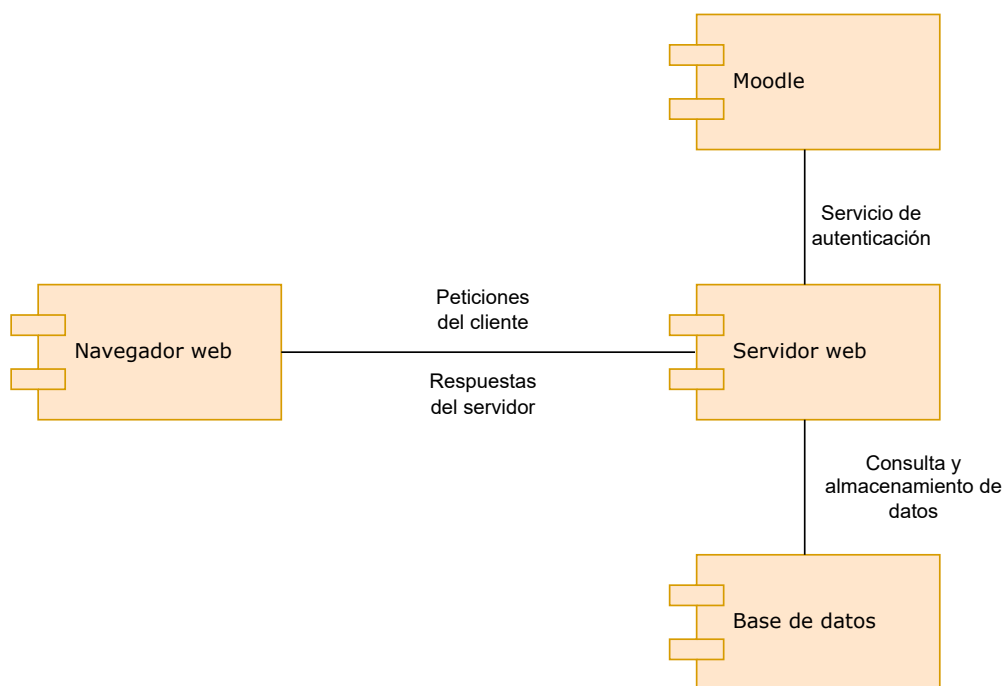 Moodle
Servicio de
autenticación
Peticiones
del cliente
Navegador web
Servidor web
Respuestas
del servidor
Consulta y
almacenamiento de
datos
Base de datos